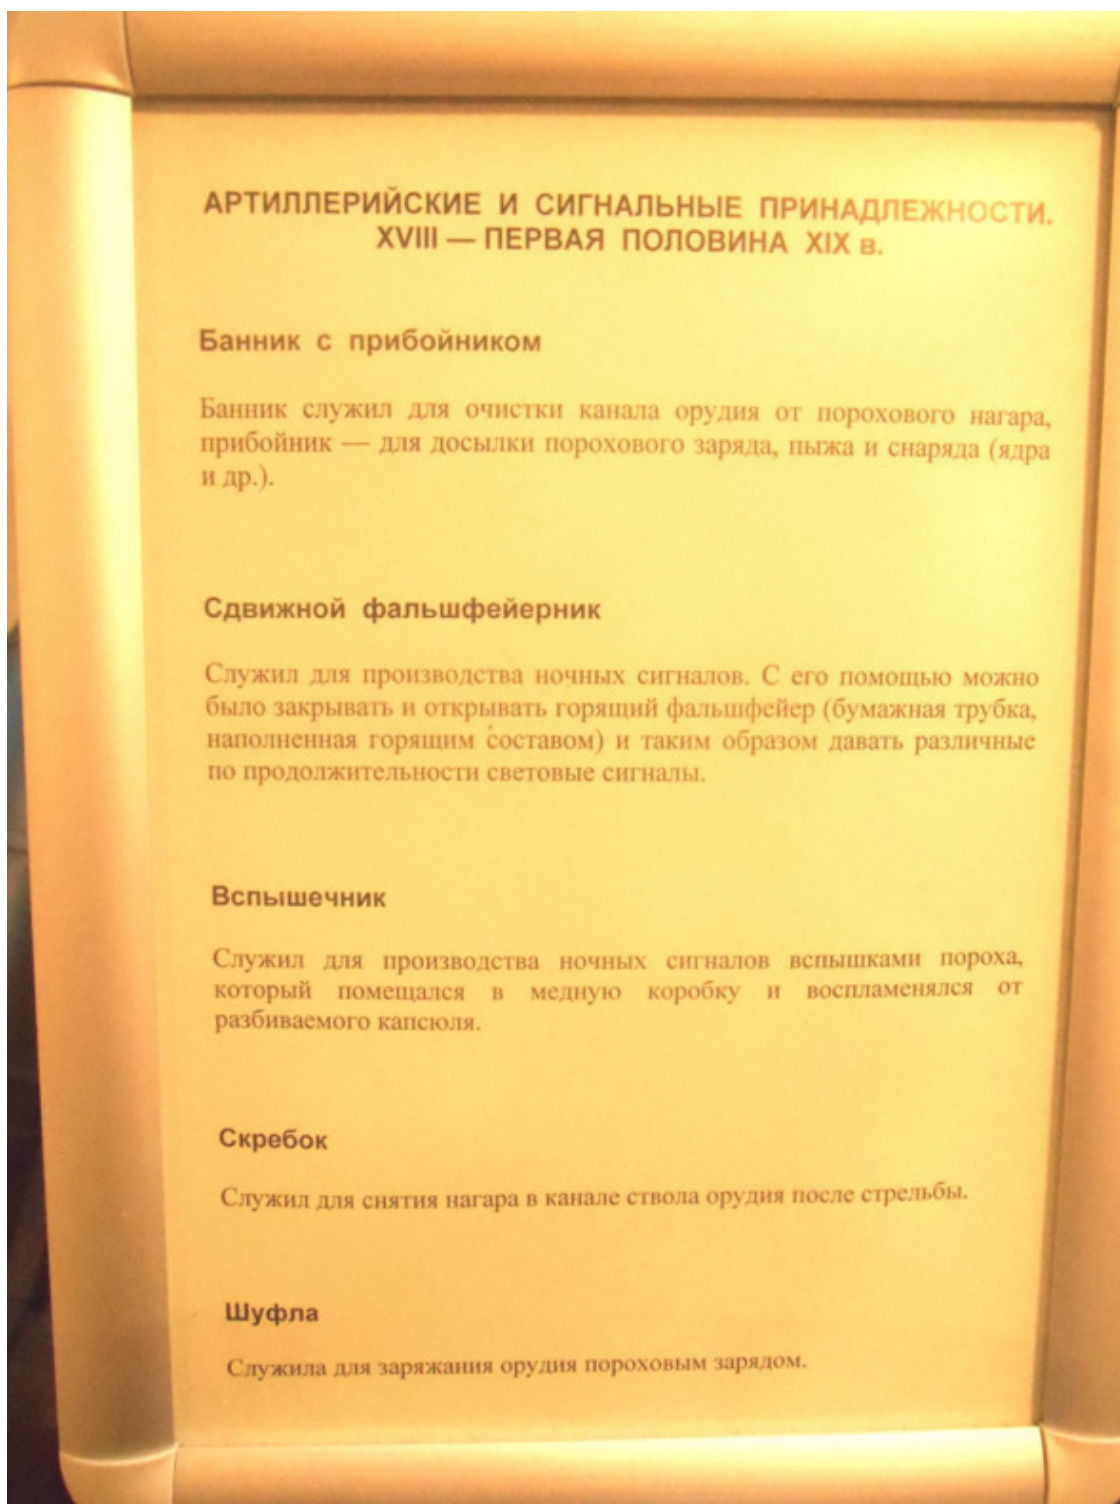 АРТИЛЛЕРИЙСКИЕ И СИГНАЛЬНЫЕ ПРИНАДЛЕЖНОСТИ.
XVIII — ПЕРВАЯ ПОЛОВИНА XIX в.
Банник с прибойником
Банник служил для очистки канала орудия от порохового нагара,
прибойник — для досылки порохового заряда, пыжа и снаряда (ядра
и др.).
Сдвижной фальшфейерник
Служил для производства ночных сигналов. С его помощью можно
было закрывать и открывать горящий фальшфейер (бумажная трубка,
наполненная горящим составом) и таким образом давать различные
по продолжительности световые сигналы.
Вспышечник
Служил для производства ночных сигналов вспышками пороха,
который помещался в медную коробку и воспламенялся от
разбиваемого капсюля.
Скребок
Служил для снятия нагара в канале ствола орудия после стрельбы.
Шуфла
Служила для заряжания орудия пороховым зарядом.